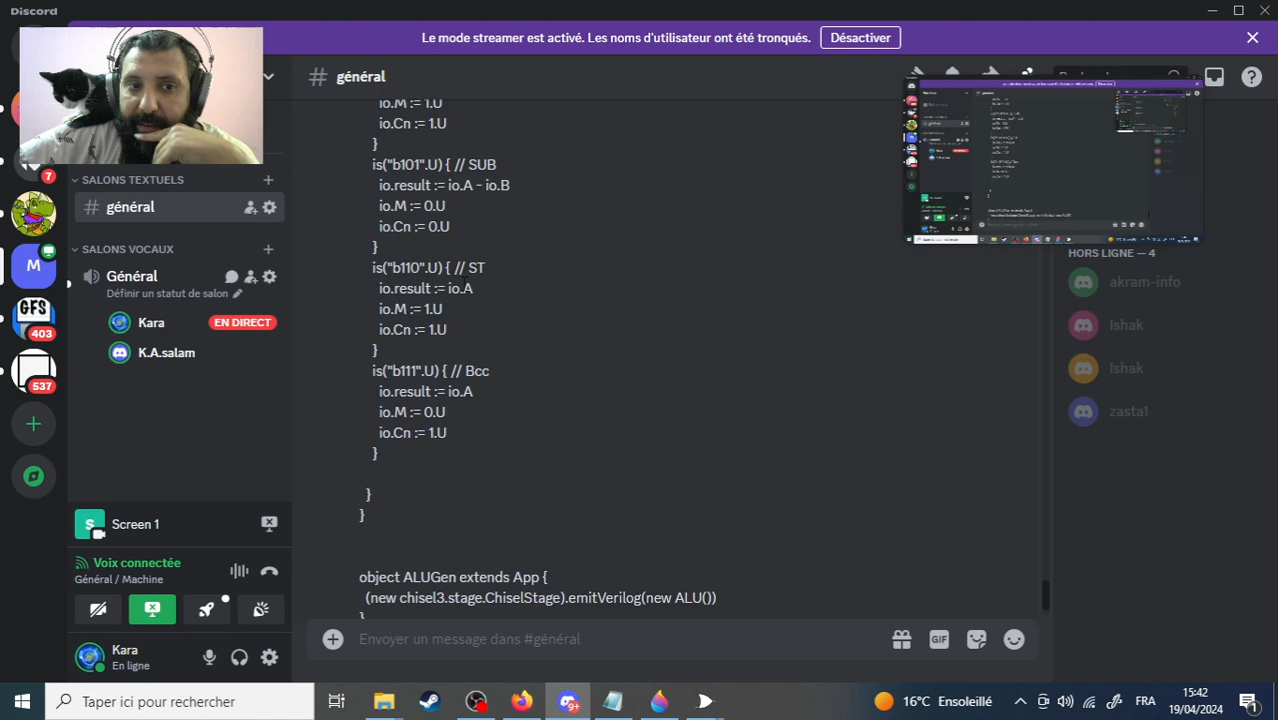 Discord
Le mode streamer est activé. Les noms d'utilisateur ont été tronqués.
Désactiver
général
SALONS TEXTUELS
général
SALONS VOCAUX
Général
Définir un statut de salon
Kara
EN DIRECT
K.A.salam
7
M
403
537
Screen 1
Voix connectée
Général / Machine
Kara
En ligne
io.M := 1.U
io.Cn := 1.U
}
is("b101".U) { // SUB
io.result := io.A - io.B
io.M := 0.U
io.Cn := 0.U
}
is("b110".U) { // ST
io.result := io.A
io.M := 1.U
io.Cn := 1.U
}
is("b111".U) { // Bcc
io.result := io.A
io.M := 0.U
io.Cn := 1.U
}
}
}
object ALUGen extends App {
(new chisel3.stage.ChiselStage).emitVerilog(new ALU())
}
Envoyer un message dans #général
GIF
HORS LIGNE — 4
akram-info
Ishak
Ishak
zasta1
Taper ici pour rechercher
9+
16°C Ensoleillé
FRA
15:42
19/04/2024
1